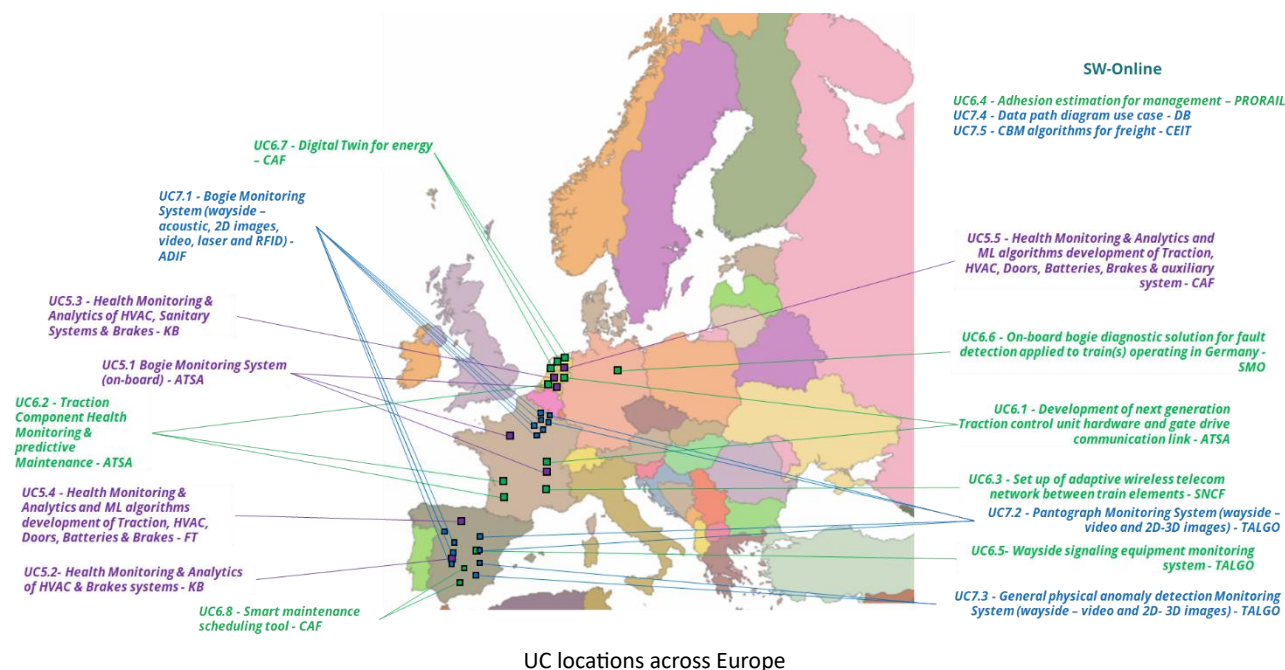 SW-Online
UC6.4 - Adhesion estimation for management – PRORAIL
UC7.4 - Data path diagram use case - DB
UC7.5 - CBM algorithms for freight - CEIT
UC6.7 - Digital Twin for energy
– CAF
UC7.1 - Bogie Monitoring
System (wayside –
acoustic, 2D images,
video, laser and RFID) -
ADIF
UC5.3 - Health Monitoring &
Analytics of HVAC, Sanitary
Systems & Brakes - KB
UC5.1 Bogie Monitoring System
(on-board) - ATSA
UC6.2 - Traction
Component Health
Monitoring &
predictive
Maintenance - ATSA
UC5.4 - Health Monitoring &
Analytics and ML algorithms
development of Traction, HVAC,
Doors, Batteries & Brakes - FT
UC5.2- Health Monitoring & Analytics
of HVAC & Brakes systems - KB
UC6.8 - Smart maintenance
scheduling tool - CAF
UC5.5 - Health Monitoring & Analytics and
ML algorithms development of Traction,
HVAC, Doors, Batteries, Brakes & auxiliary
system - CAF
UC6.6 - On-board bogie diagnostic solution for fault
detection applied to train(s) operating in Germany -
SMO
UC6.1 - Development of next generation
Traction control unit hardware and gate drive
communication link - ATSA
UC6.3 - Set up of adaptive wireless telecom
network between train elements - SNCF
UC7.2 - Pantograph Monitoring System (wayside –
video and 2D-3D images) - TALGO
UC6.5- Wayside signaling equipment monitoring
system - TALGO
UC7.3 - General physical anomaly detection Monitoring
System (wayside – video and 2D- 3D images) - TALGO
UC locations across Europe